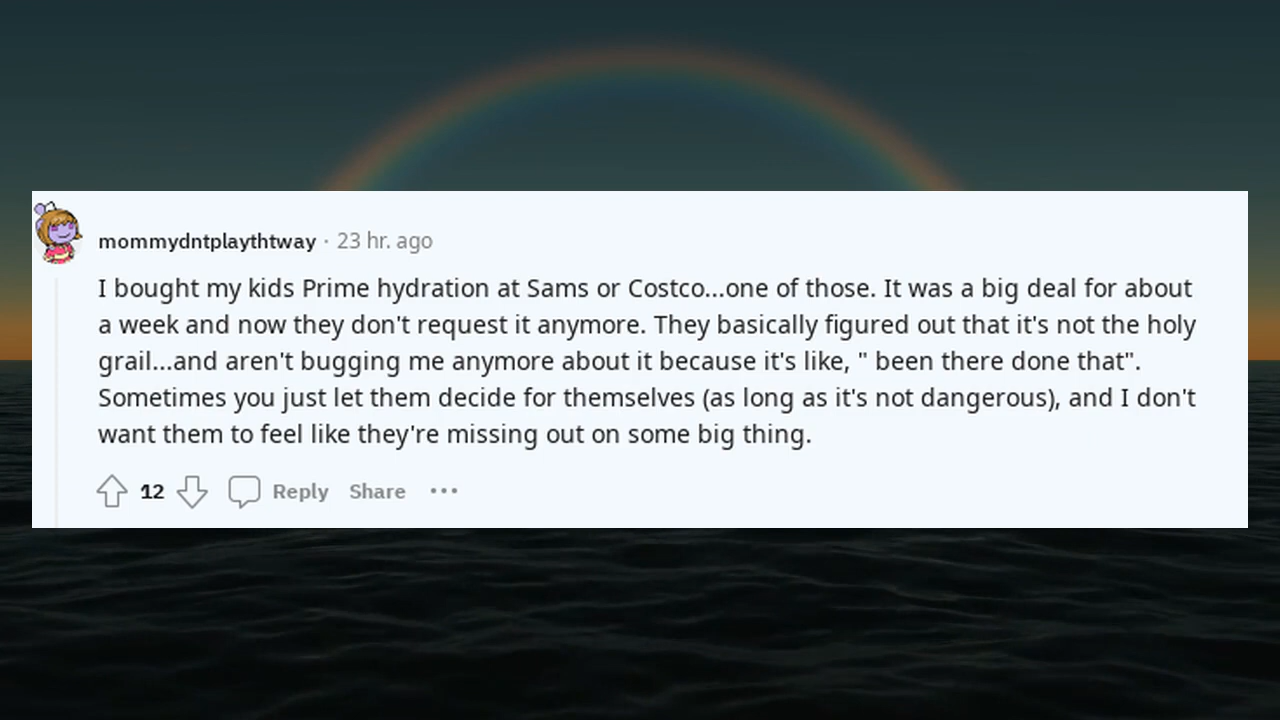 mommydntplaythtway · 23 hr. ago
I bought my kids Prime hydration at Sams or Costco...one of those. It was a big deal for about
a week and now they don't request it anymore. They basically figured out that it's not the holy
grail...and aren't bugging me anymore about it because it's like, " been there done that".
Sometimes you just let them decide for themselves (as long as it's not dangerous), and I don't
want them to feel like they're missing out on some big thing.
12 Reply Share ···